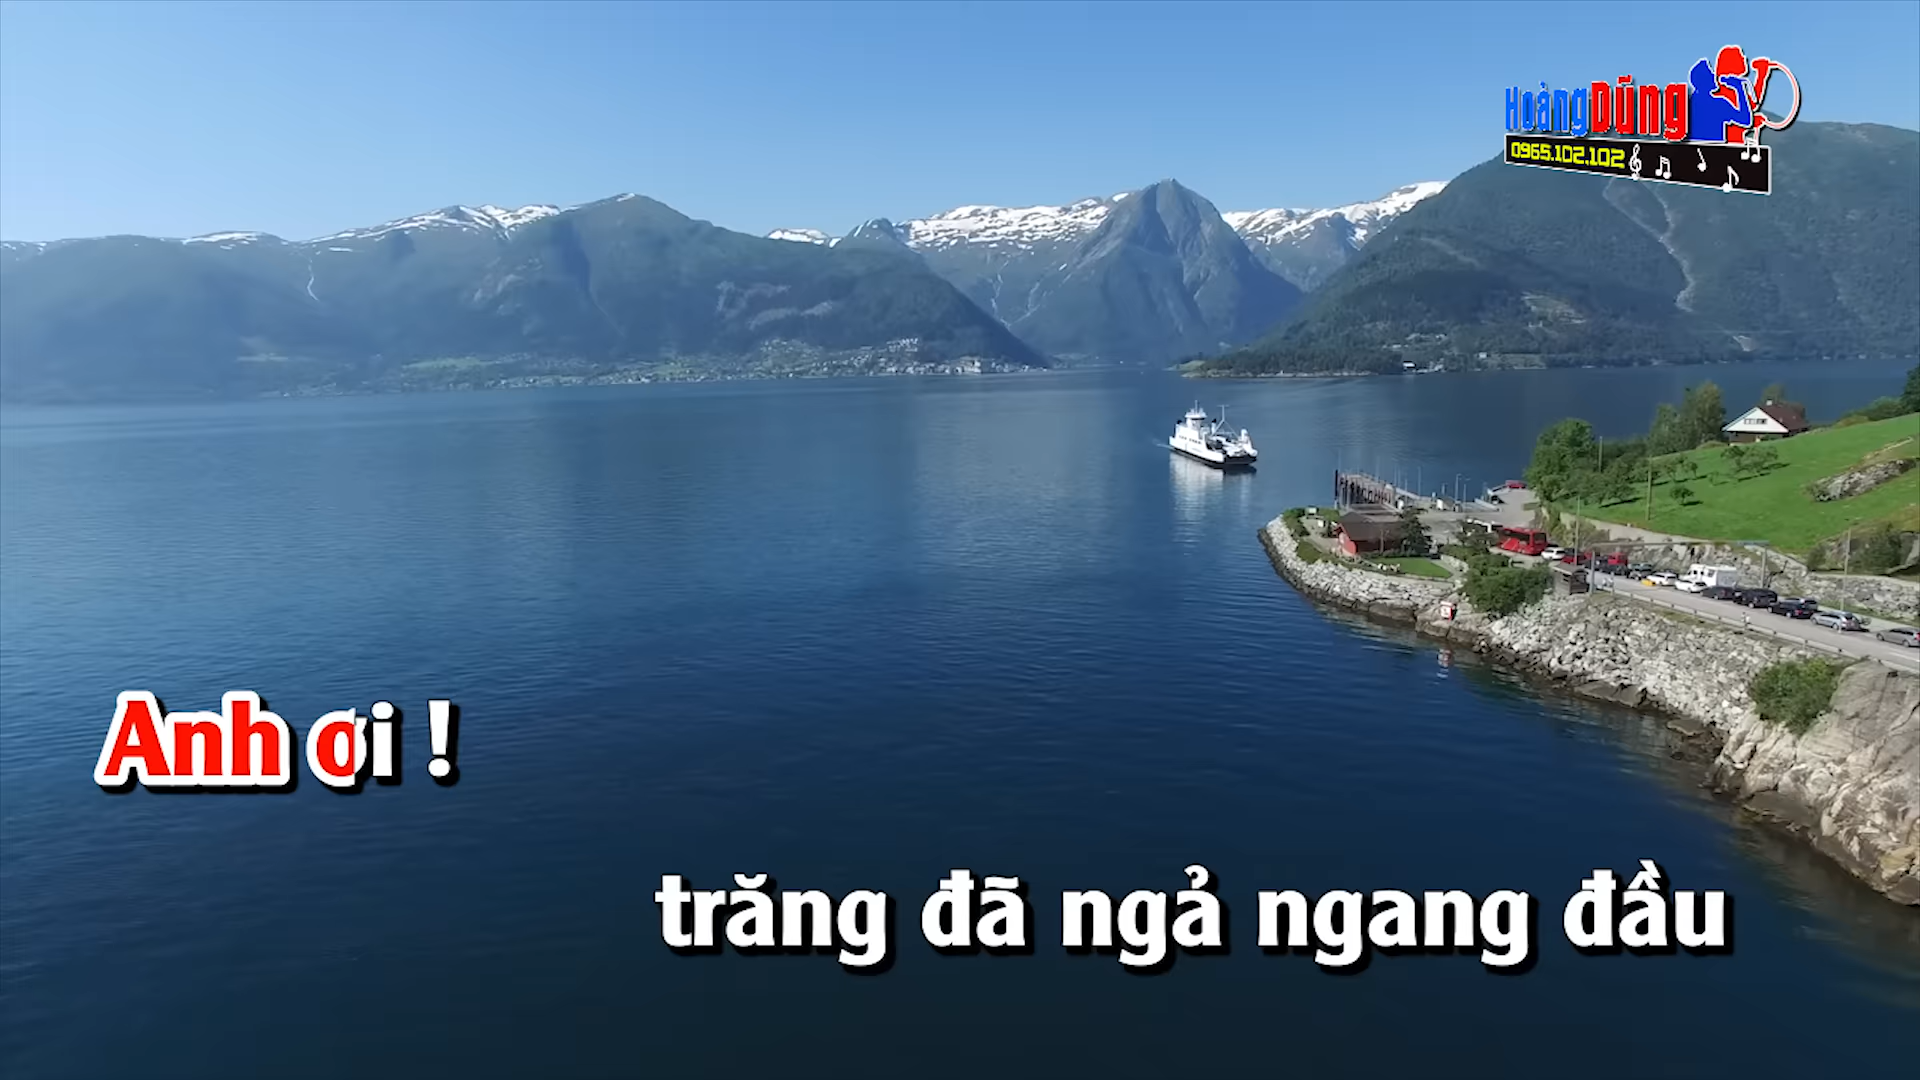 HoàngDũng
0965.102.102
Anh ơi !
trăng đã ngả ngang đầu